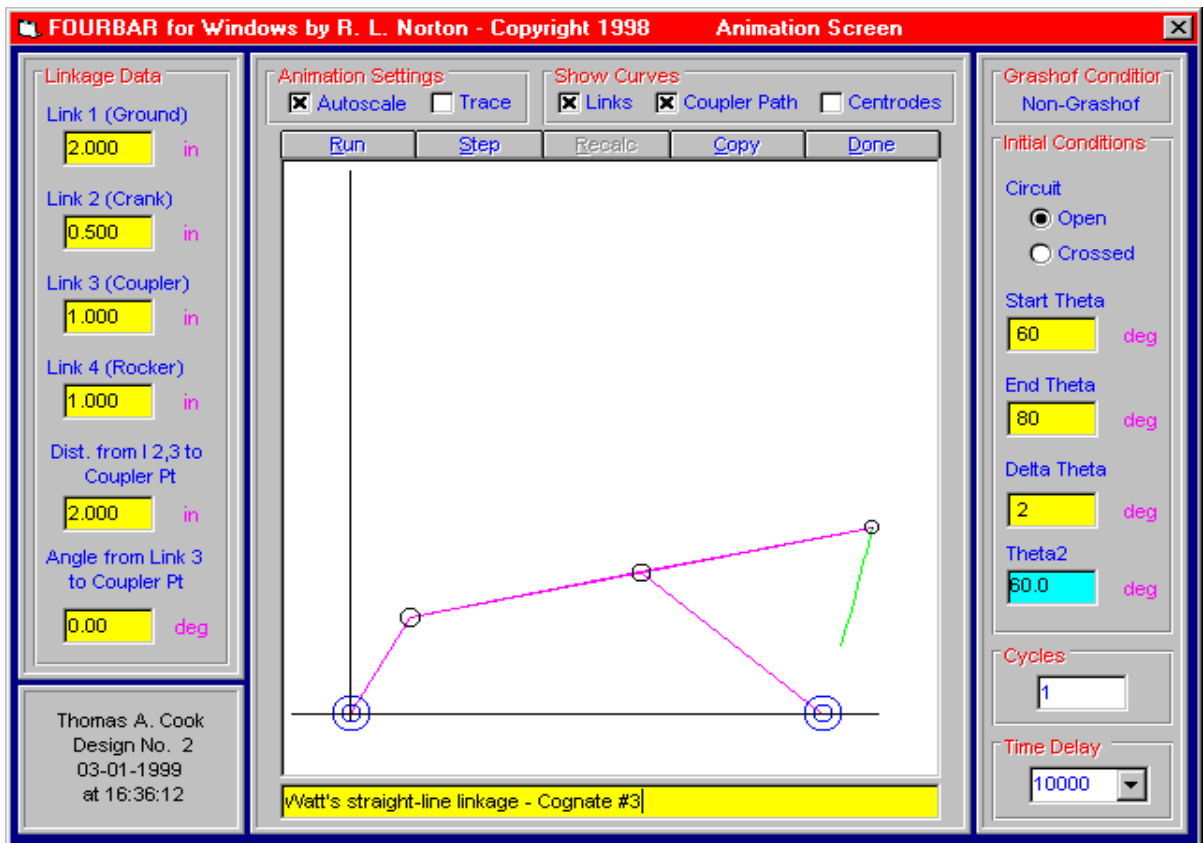 FOURBAR for Windows by R. L. Norton - Copyright 1998 Animation Screen
Linkage Data
Link 1 (Ground)
2.000 in
Link 2 (Crank)
0.500 in
Link 3 (Coupler)
1.000 in
Link 4 (Rocker)
1.000 in
Dist. from I 2,3 to
Coupler Pt
2.000 in
Angle from Link 3
to Coupler Pt
0.00 deg
Thomas A. Cook
Design No. 2
03-01-1999
at 16:36:12
Animation Settings
Autoscale Trace
Show Curves
Links Coupler Path Centrodes
Run Step Recalc Copy Done
Watt's straight-line linkage - Cognate #3
Grashof Condition
Non-Grashof
Initial Conditions
Circuit
Open
Crossed
Start Theta
60 deg
End Theta
80 deg
Delta Theta
2 deg
Theta2
60.0 deg
Cycles
1
Time Delay
10000